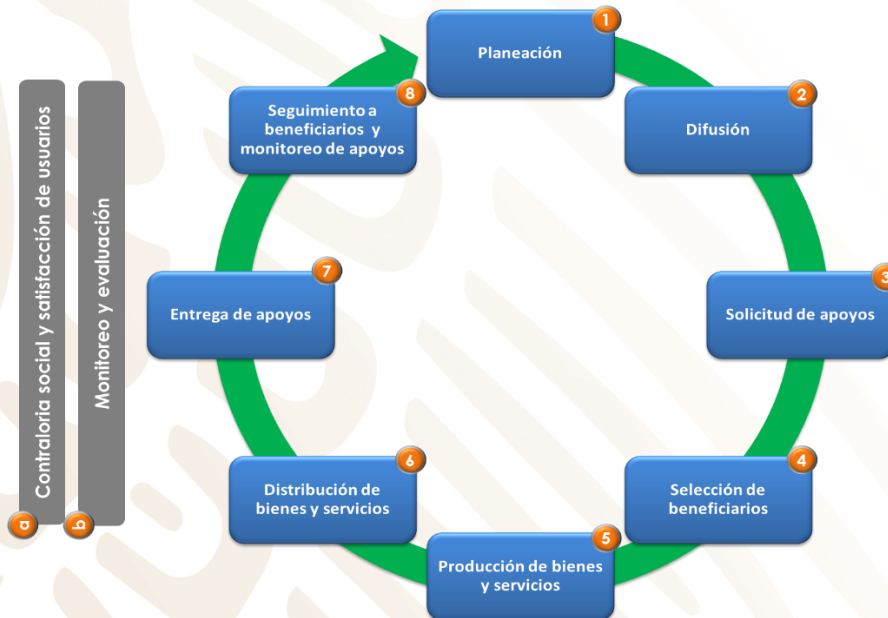 a
Contraloría social y satisfacción de usuarios
b
Monitoreo y evaluación
1
Planeación
2
Difusión
3
Solicitud de apoyos
4
Selección de
beneficiarios
5
Producción de bienes
y servicios
6
Distribución de
bienes y servicios
7
Entrega de apoyos
8
Seguimiento a
beneficiarios y
monitoreo de apoyos